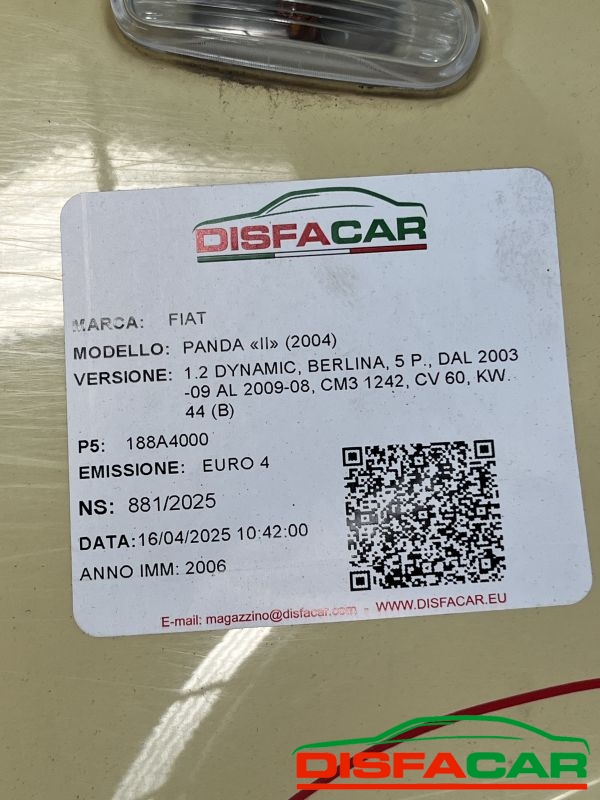 DISFACAR
MARCA: FIAT
MODELLO: PANDA «II» (2004)
VERSIONE: 1.2 DYNAMIC, BERLINA, 5 P., DAL 2003
-09 AL 2009-08, CM3 1242, CV 60, KW.
44 (B)
P5: 188A4000
EMISSIONE: EURO 4
NS: 881/2025
DATA:16/04/2025 10:42:00
ANNO IMM: 2006
E-mail: magazzino@disfacar.com - WWW.DISFACAR.EU
DISFACAR